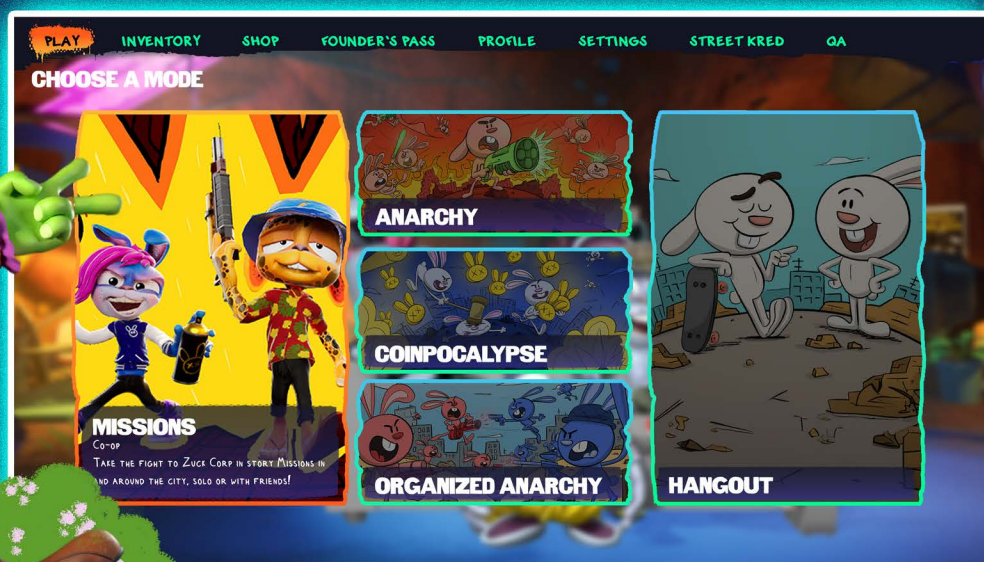 PLAY INVENTORY SHOP FOUNDER'S PASS PROFILE SETTINGS STREET KRED QA
CHOOSE A MODE
MISSIONS
Co-op
Take the fight to Zuck Corp in story Missions in
and around the city, solo or with friends!
ANARCHY
COINPOCALYPSE
ORGANIZED ANARCHY
HANGOUT